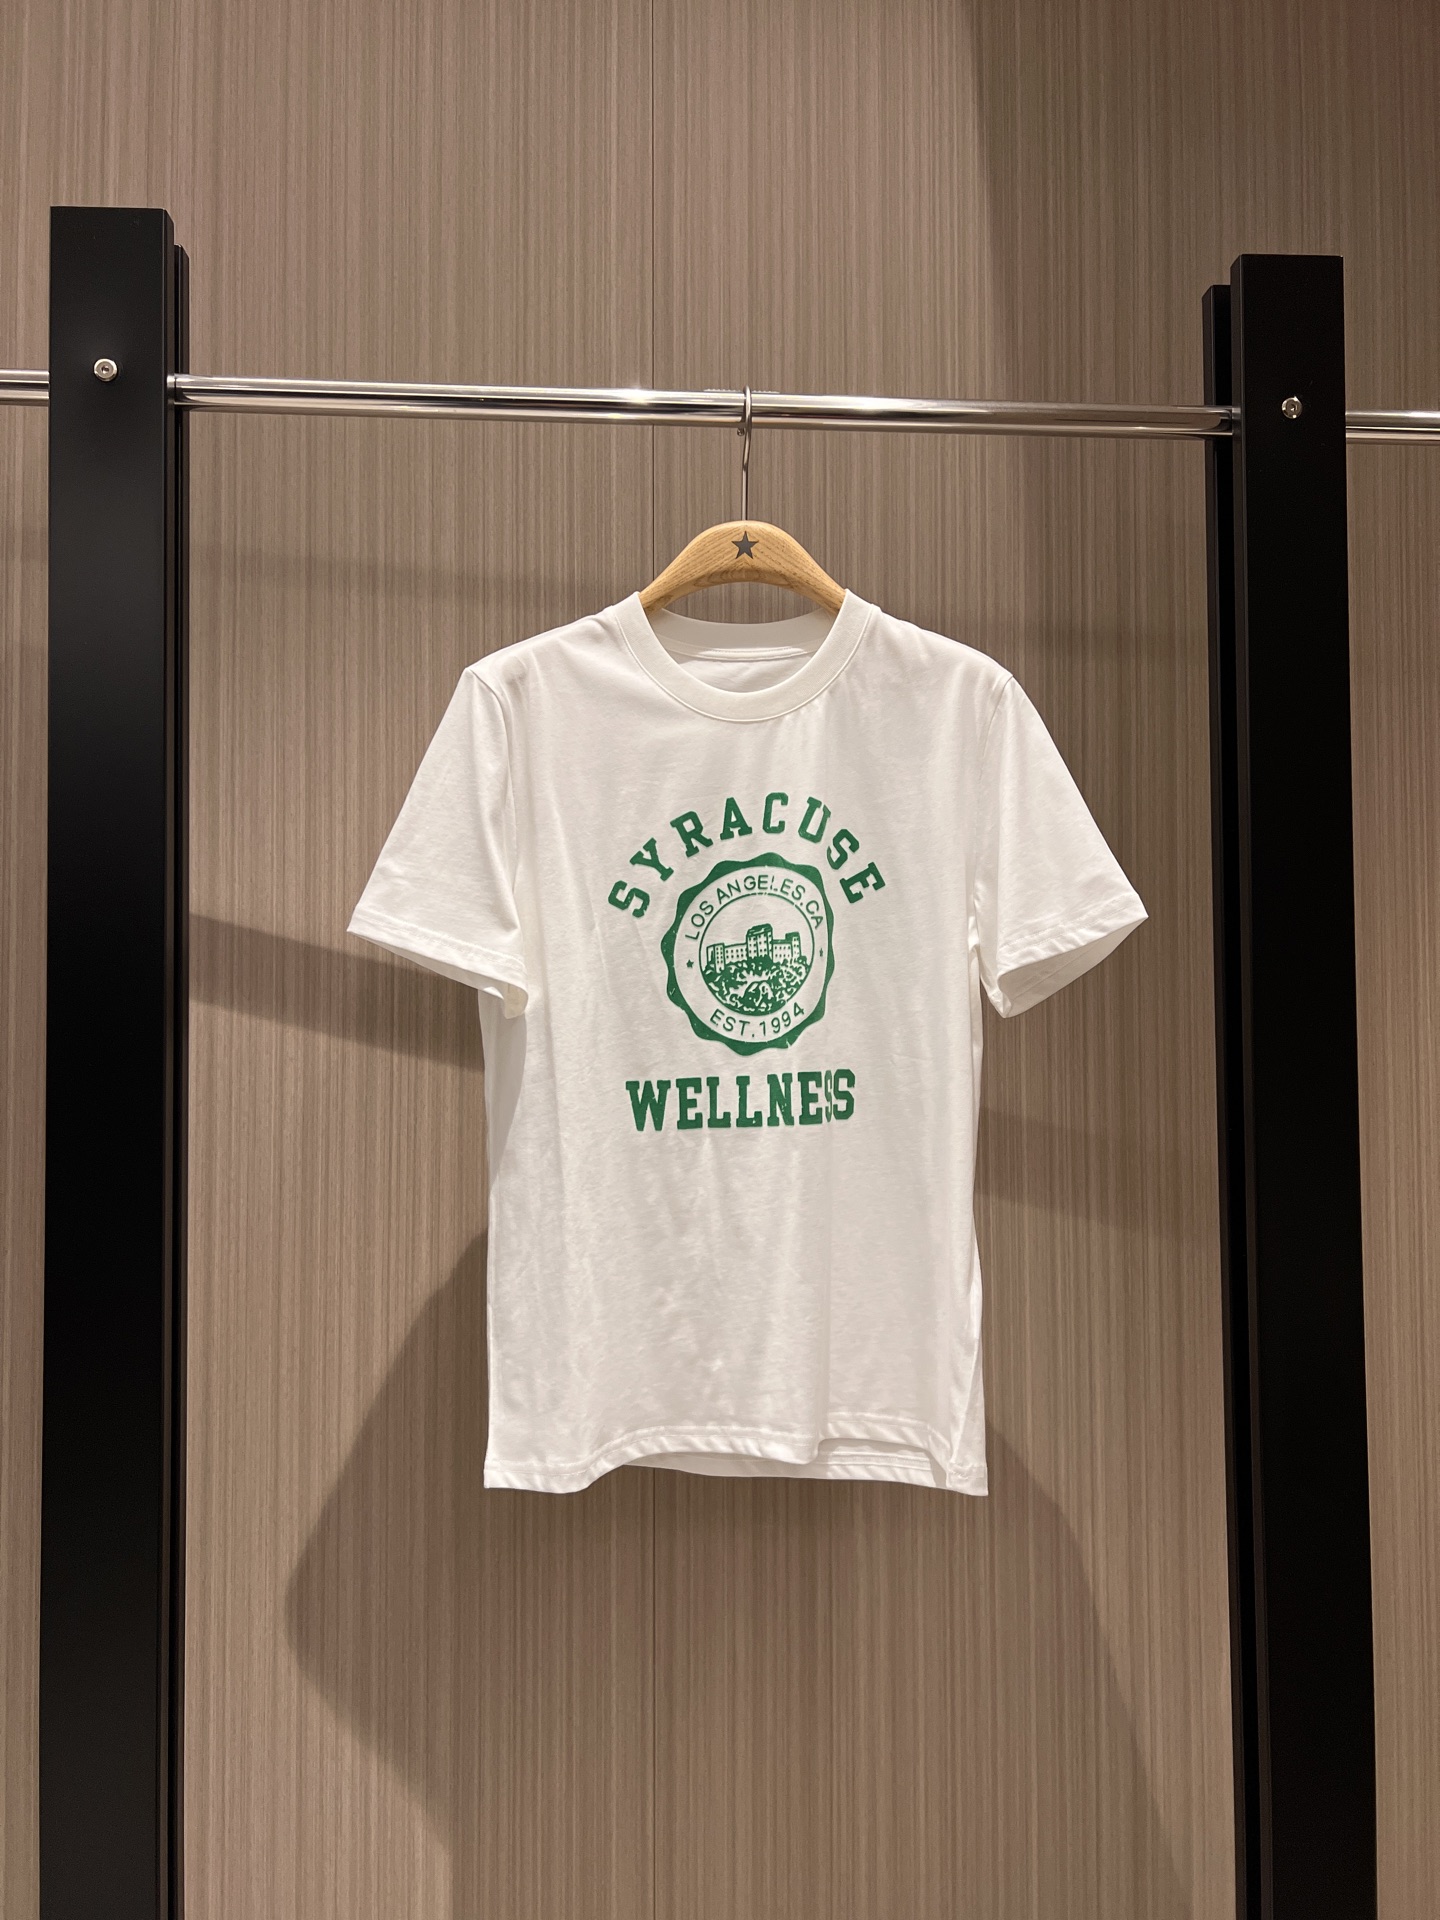 SYRACUSE
LOS ANGELES.CA
EST.1994
WELLNESS